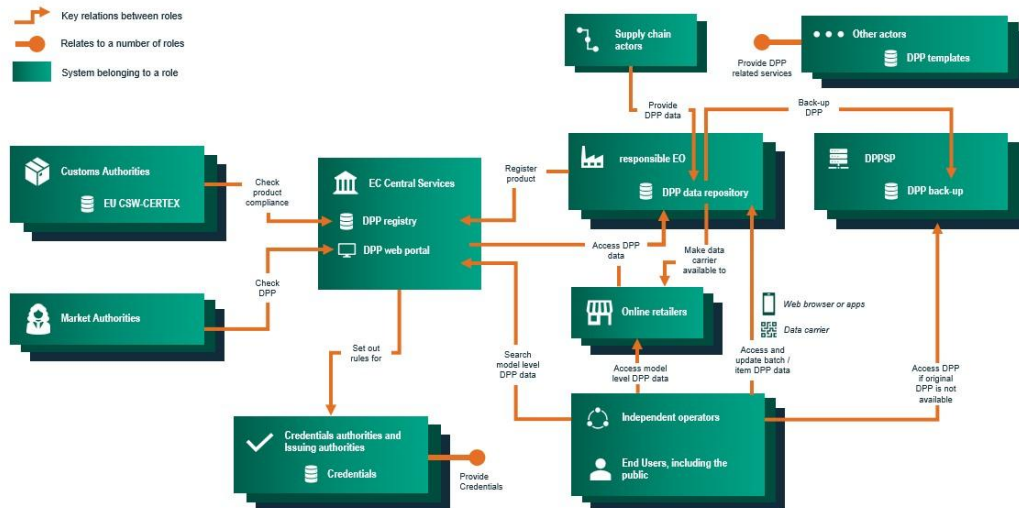 Key relations between roles
Relates to a number of roles
System belonging to a role
Supply chain
actors
Other actors
DPP templates
Provide DPP
related services
Provide
DPP data
Back-up
DPP
Customs Authorities
EU CSW-CERTEX
Check
product
compliance
EC Central Services
DPP registry
DPP web portal
Register
product
responsible EO
DPP data repository
DPPSP
DPP back-up
Access DPP
data
Make data
carrier
available to
Check
DPP
Market Authorities
Online retailers
Web browser or apps
Data carrier
Set out
rules for
Search
model level
DPP data
Access model
level DPP data
Access and
update batch /
item DPP data
Access DPP
if original
DPP is not
available
Credentials authorities and
Issuing authorities
Credentials
Provide
Credentials
Independent operators
End Users, including the
public